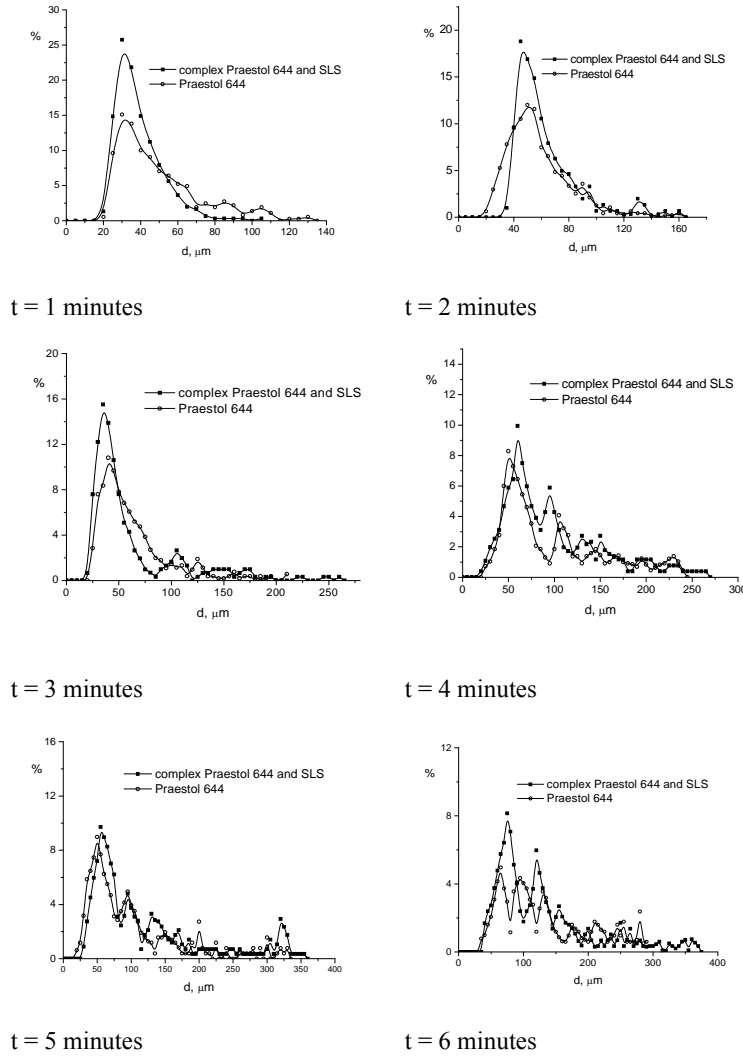 30
25
20
15
10
5
0
%
complex Praestol 644 and SLS
Praestol 644
0 20 40 60 80 100 120 140
d, μm
t = 1 minutes
20
15
10
5
0
%
complex Praestol 644 and SLS
Praestol 644
0 40 80 120 160
d, μm
t = 2 minutes
20
16
12
8
4
0
%
complex Praestol 644 and SLS
Praestol 644
0 50 100 150 200 250
d, μm
t = 3 minutes
14
12
10
8
6
4
2
0
%
complex Praestol 644 and SLS
Praestol 644
0 50 100 150 200 250 300
d, μm
t = 4 minutes
16
12
8
4
0
%
complex Praestol 644 and SLS
Praestol 644
0 50 100 150 200 250 300 350 400
d, μm
t = 5 minutes
12
8
4
0
%
complex Praestol 644 and SLS
Praestol 644
0 100 200 300 400
d, μm
t = 6 minutes